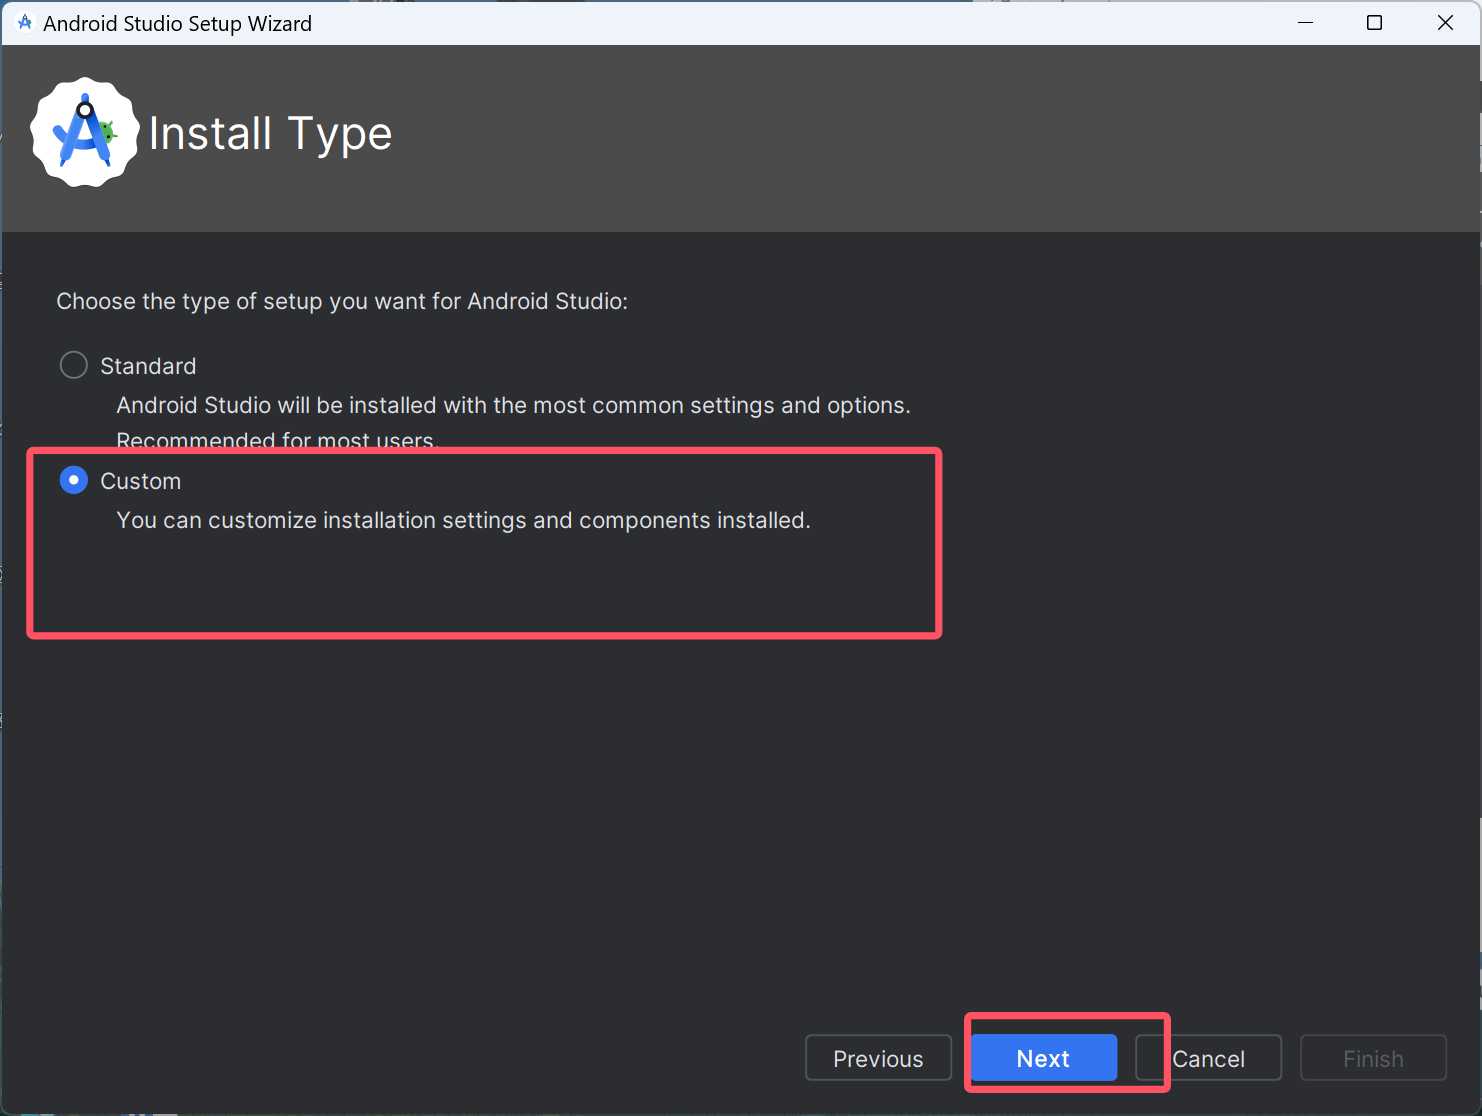 Android Studio Setup Wizard
Install Type
Choose the type of setup you want for Android Studio:
Standard
Android Studio will be installed with the most common settings and options.
Recommended for most users.
Custom
You can customize installation settings and components installed.
Previous
Next
Cancel
Finish